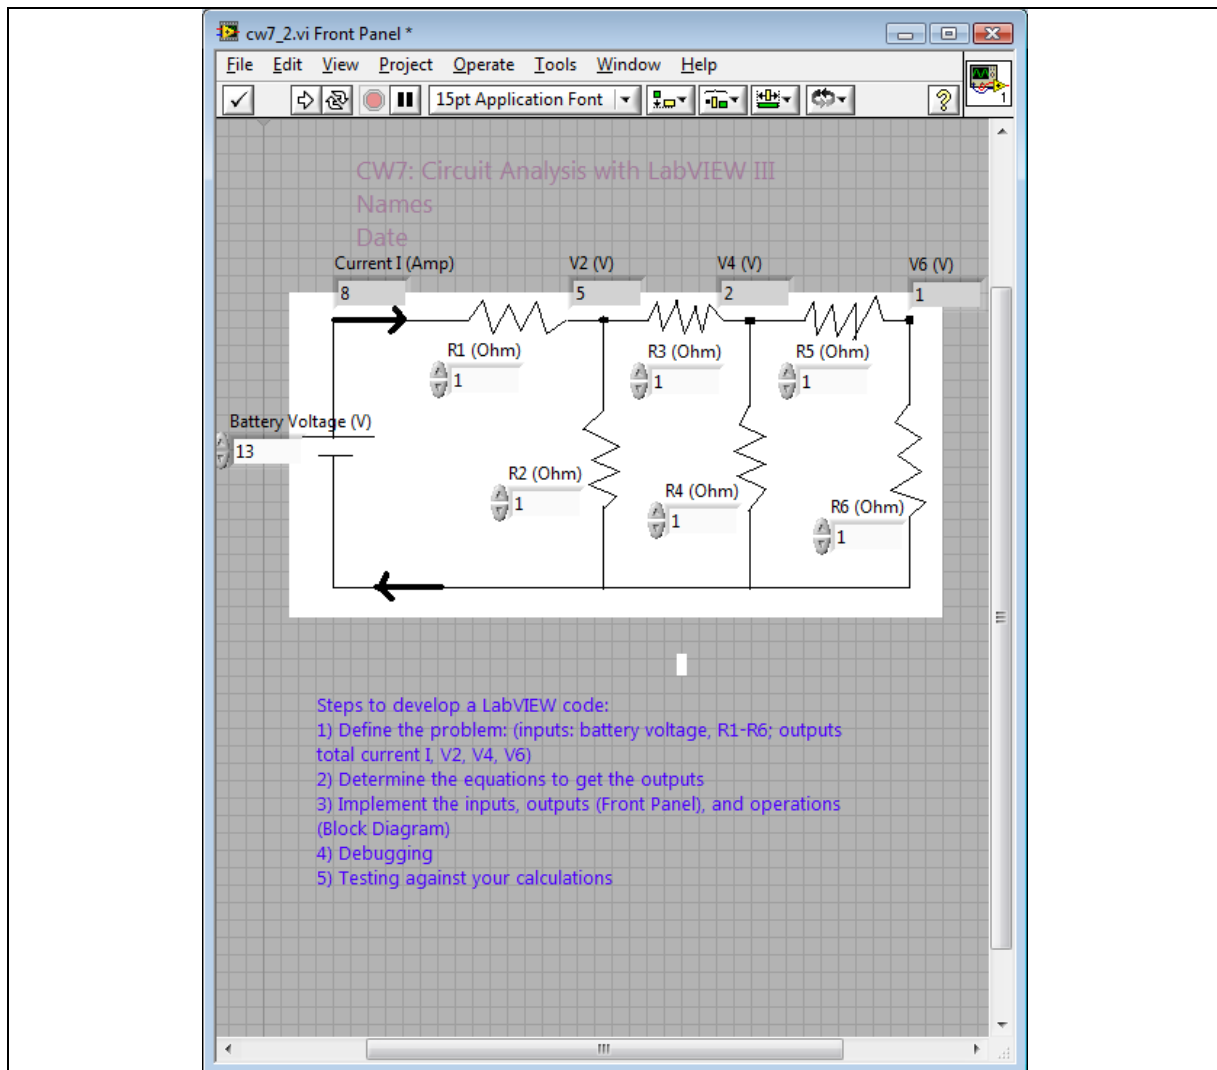 cw7_2.vi Front Panel *
File Edit View Project Operate Tools Window Help
15pt Application Font
1
CW7: Circuit Analysis with LabVIEW III
Names
Date
Current I (Amp) V2 (V) V4 (V) V6 (V)
8 5 2 1
R1 (Ohm) R3 (Ohm) R5 (Ohm)
1 1 1
Battery Voltage (V)
13
R2 (Ohm) R4 (Ohm) R6 (Ohm)
1 1 1
Steps to develop a LabVIEW code:
1) Define the problem: (inputs: battery voltage, R1-R6; outputs
total current I, V2, V4, V6)
2) Determine the equations to get the outputs
3) Implement the inputs, outputs (Front Panel), and operations
(Block Diagram)
4) Debugging
5) Testing against your calculations